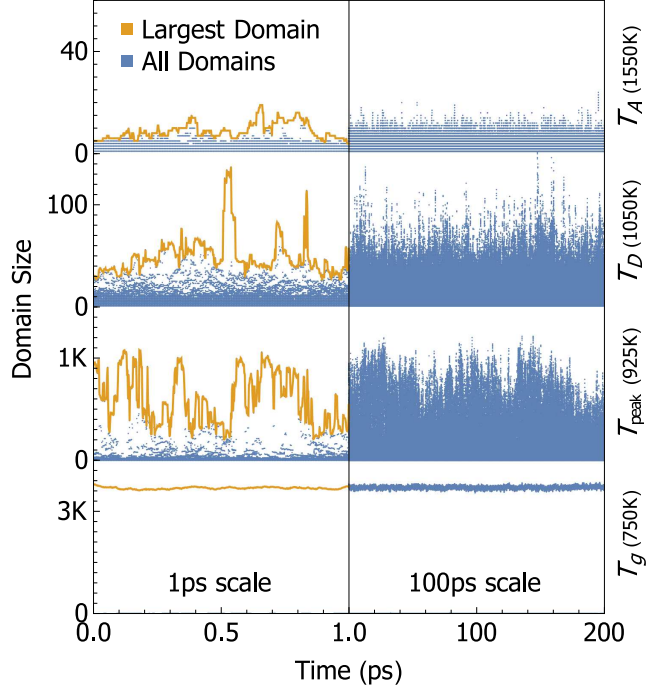 Largest Domain
All Domains
40
0
T_A (1550K)
100
0
T_D (1050K)
Domain Size
1K
0
T_peak (925K)
3K
0
T_g (750K)
1ps scale
100ps scale
0.0 0.5 1.0 100 200
Time (ps)